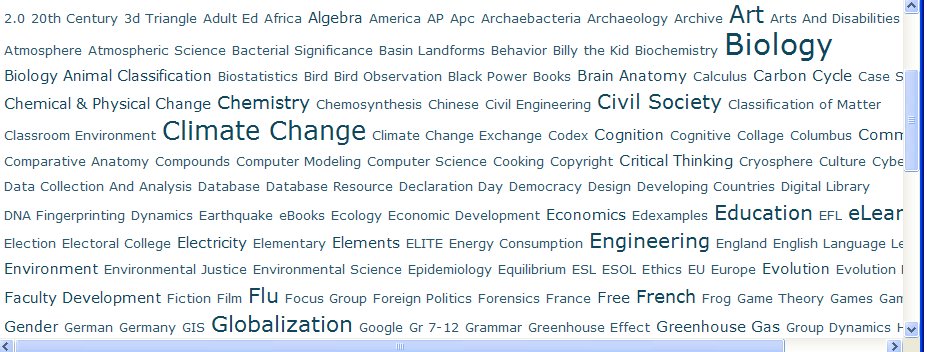 2.0 20th Century 3d Triangle Adult Ed Africa Algebra America AP Apc Archaebacteria Archaeology Archive Art Arts And Disabilities
Atmosphere Atmospheric Science Bacterial Significance Basin Landforms Behavior Billy the Kid Biochemistry Biology
Biology Animal Classification Biostatistics Bird Bird Observation Black Power Books Brain Anatomy Calculus Carbon Cycle Case S
Chemical & Physical Change Chemistry Chemosynthesis Chinese Civil Engineering Civil Society Classification of Matter
Classroom Environment Climate Change Climate Change Exchange Codex Cognition Cognitive Collage Columbus Comm
Comparative Anatomy Compounds Computer Modeling Computer Science Cooking Copyright Critical Thinking Cryosphere Culture Cybe
Data Collection And Analysis Database Database Resource Declaration Day Democracy Design Developing Countries Digital Library
DNA Fingerprinting Dynamics Earthquake eBooks Ecology Economic Development Economics Edexamples Education EFL eLear
Election Electoral College Electricity Elementary Elements ELITE Energy Consumption Engineering England English Language Le
Environment Environmental Justice Environmental Science Epidemiology Equilibrium ESL ESOL Ethics EU Europe Evolution Evolution
Faculty Development Fiction Film Flu Focus Group Foreign Politics Forensics France Free French Frog Game Theory Games Gam
Gender German Germany GIS Globalization Google Gr 7-12 Grammar Greenhouse Effect Greenhouse Gas Group Dynamics H